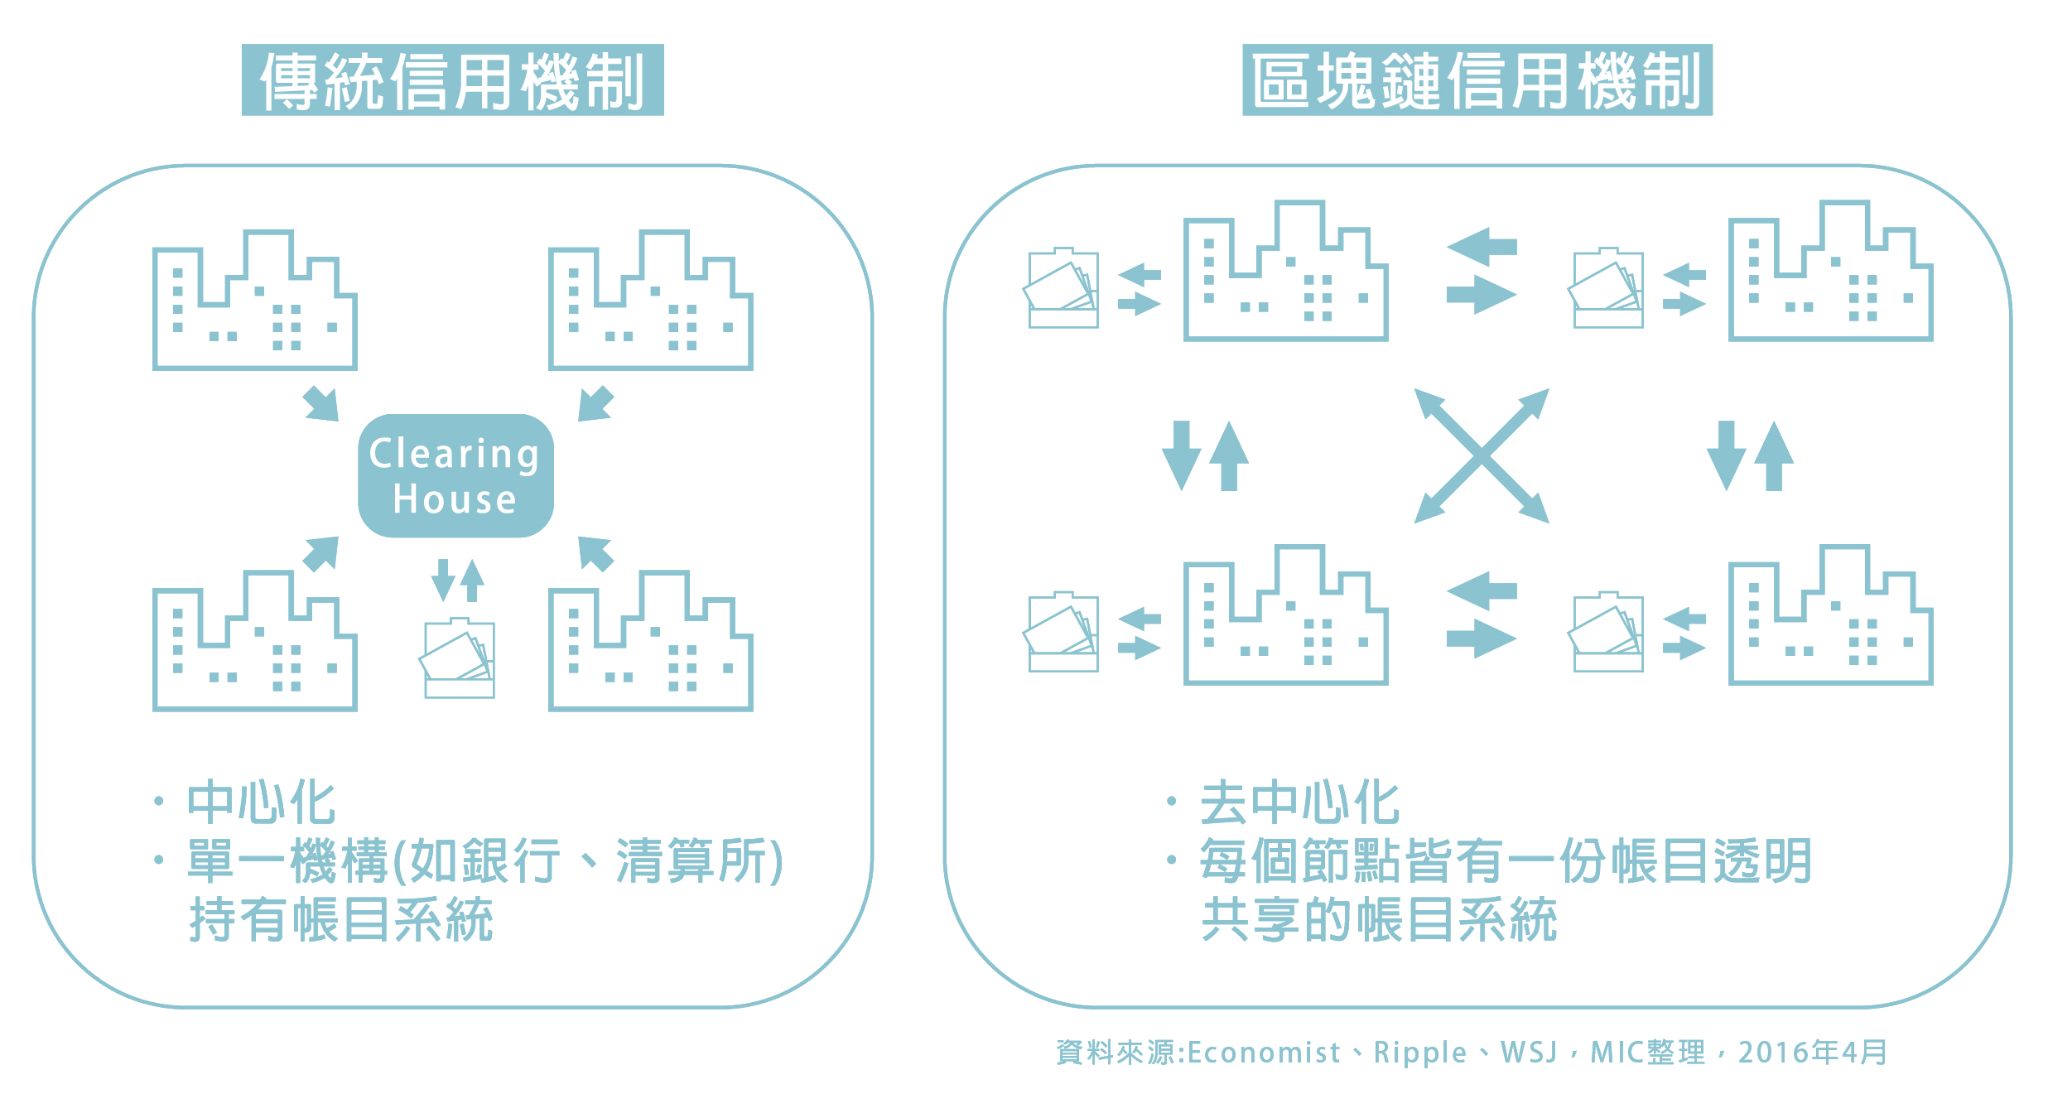 傳統信用機制
Clearing
House
・中心化
・單一機構(如銀行、清算所)
持有帳目系統
區塊鏈信用機制
・去中心化
・每個節點皆有一份帳目透明
共享的帳目系統
資料來源:Economist、Ripple、WSJ，MIC整理，2016年4月